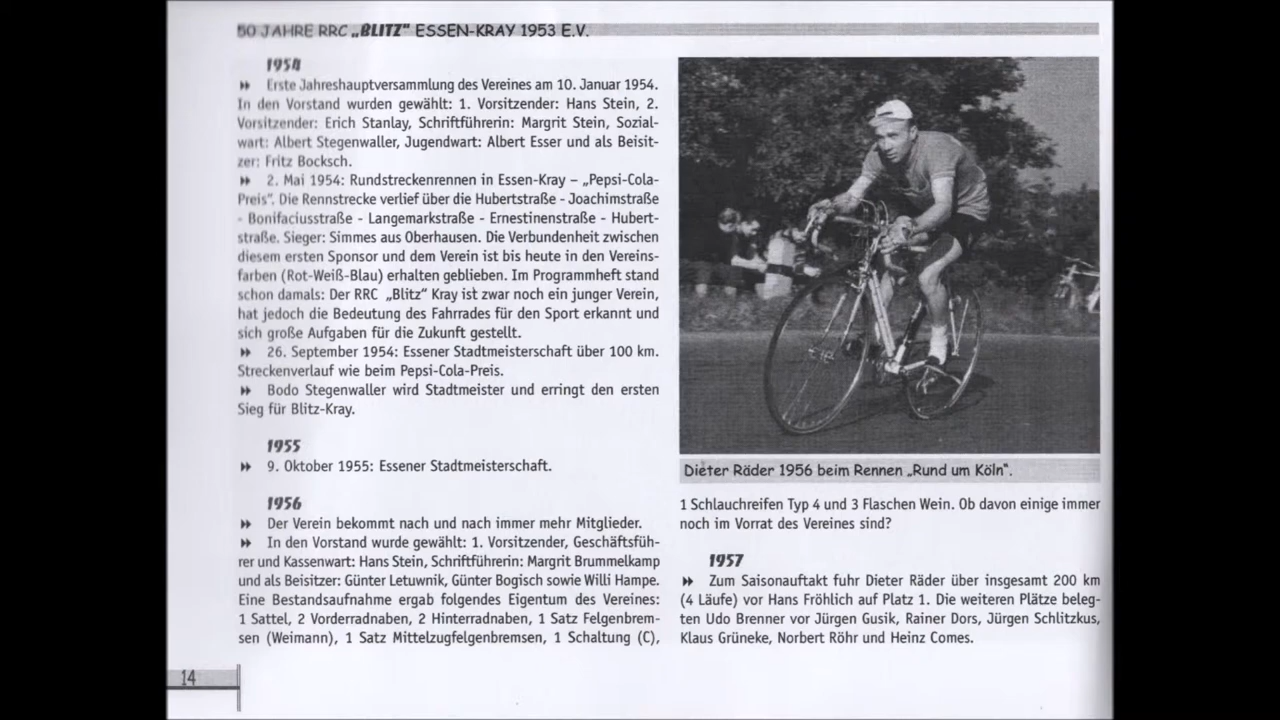 50 JAHRE RRC „BLITZ“ ESSEN-KRAY 1953 E.V.
1954
Erste Jahreshauptversammlung des Vereines am 10. Januar 1954.
In den Vorstand wurden gewählt: 1. Vorsitzender: Hans Stein, 2.
Vorsitzender: Erich Stanlay, Schriftführerin: Margrit Stein, Sozial-
wart: Albert Stegenwaller, Jugendwart: Albert Esser und als Beisit-
zer: Fritz Bocksch.
2. Mai 1954: Rundstreckenrennen in Essen-Kray – „Pepsi-Cola-
Preis“. Die Rennstrecke verlief über die Hubertstraße - Joachimstraße
- Bonifaciusstraße - Langemarkstraße - Ernestinenstraße - Hubert-
straße. Sieger: Simmes aus Oberhausen. Die Verbundenheit zwischen
diesem ersten Sponsor und dem Verein ist bis heute in den Vereins-
farben (Rot-Weiß-Blau) erhalten geblieben. Im Programmheft stand
schon damals: Der RRC „Blitz“ Kray ist zwar noch ein junger Verein,
hat jedoch die Bedeutung des Fahrrades für den Sport erkannt und
sich große Aufgaben für die Zukunft gestellt.
26. September 1954: Essener Stadtmeisterschaft über 100 km.
Streckenverlauf wie beim Pepsi-Cola-Preis.
Bodo Stegenwaller wird Stadtmeister und erringt den ersten
Sieg für Blitz-Kray.
1955
9. Oktober 1955: Essener Stadtmeisterschaft.
1956
Der Verein bekommt nach und nach immer mehr Mitglieder.
In den Vorstand wurde gewählt: 1. Vorsitzender, Geschäftsfüh-
rer und Kassenwart: Hans Stein, Schriftführerin: Margrit Brummelkamp
und als Beisitzer: Günter Letuwnik, Günter Bogisch sowie Willi Hampe.
Eine Bestandsaufnahme ergab folgendes Eigentum des Vereines:
1 Sattel, 2 Vorderradnaben, 2 Hinterradnaben, 1 Satz Felgenbrem-
sen (Weimann), 1 Satz Mittelzugfelgenbremsen, 1 Schaltung (C),
14
Dieter Räder 1956 beim Rennen „Rund um Köln“.
1 Schlauchreifen Typ 4 und 3 Flaschen Wein. Ob davon einige immer
noch im Vorrat des Vereines sind?
1957
Zum Saisonauftakt fuhr Dieter Räder über insgesamt 200 km
(4 Läufe) vor Hans Fröhlich auf Platz 1. Die weiteren Plätze beleg-
ten Udo Brenner vor Jürgen Gusik, Rainer Dors, Jürgen Schlitzkus,
Klaus Grüneke, Norbert Röhr und Heinz Comes.